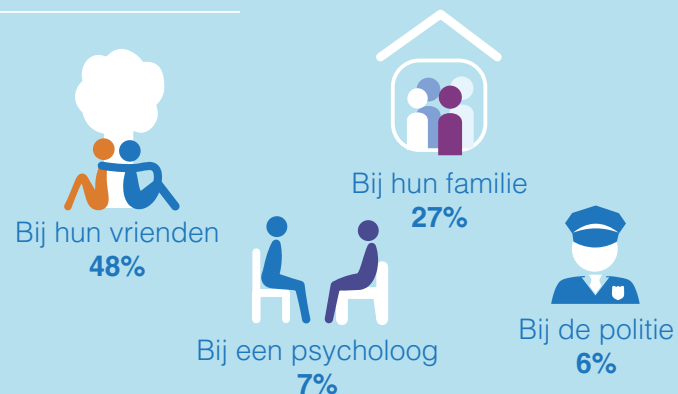 Bij hun vrienden
48%
Bij hun familie
27%
Bij een psycholoog
7%
Bij de politie
6%